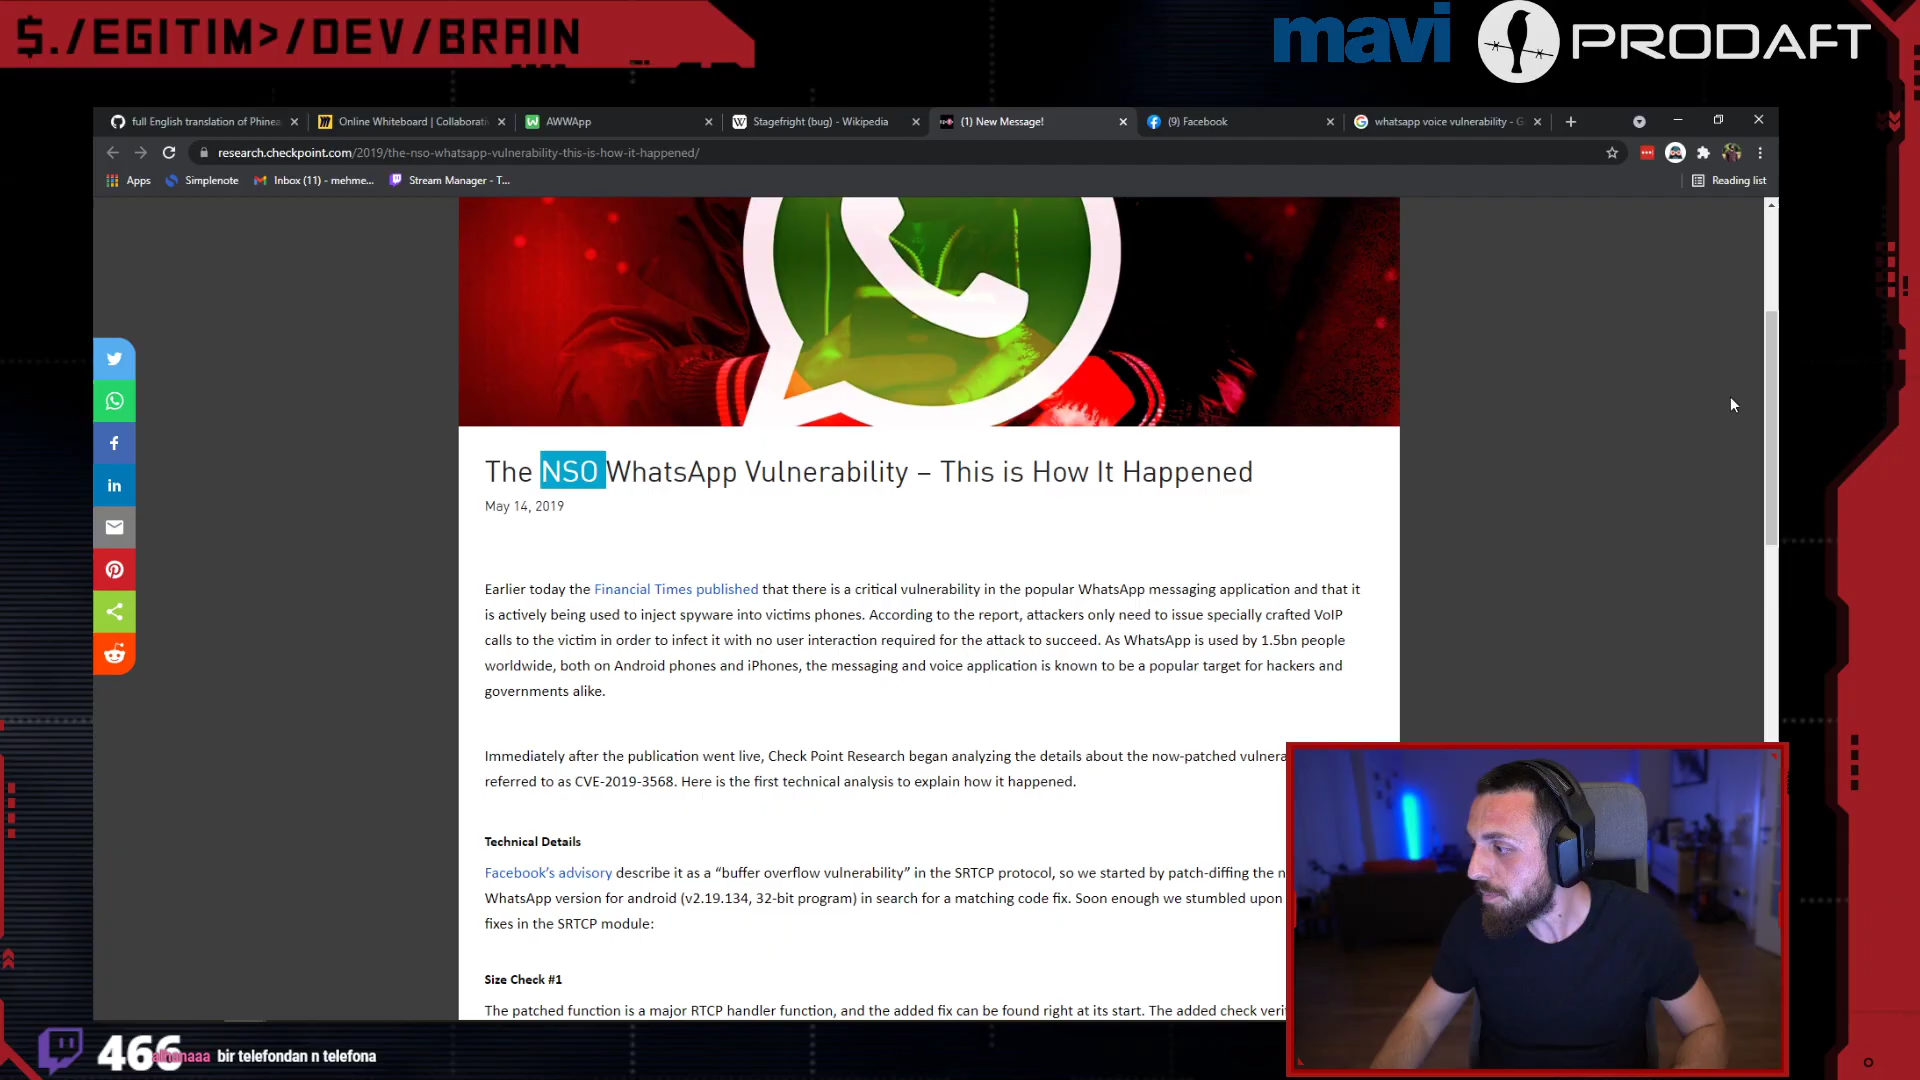 $./EGITIM>/DEV/BRAIN
mavi
PRODAFT
full English translation of Phinea
Online Whiteboard | Collaborativ
AWWApp
Stagefright (bug) - Wikipedia
(1) New Message!
(9) Facebook
whatsapp voice vulnerability - G
research.checkpoint.com/2019/the-nso-whatsapp-vulnerability-this-is-how-it-happened/
Apps
Simplenote
Inbox (11) - mehme...
Stream Manager - T...
Reading list
The NSO WhatsApp Vulnerability – This is How It Happened
May 14, 2019
Earlier today the Financial Times published that there is a critical vulnerability in the popular WhatsApp messaging application and that it
is actively being used to inject spyware into victims phones. According to the report, attackers only need to issue specially crafted VoIP
calls to the victim in order to infect it with no user interaction required for the attack to succeed. As WhatsApp is used by 1.5bn people
worldwide, both on Android phones and iPhones, the messaging and voice application is known to be a popular target for hackers and
governments alike.
Immediately after the publication went live, Check Point Research began analyzing the details about the now-patched vulnera
referred to as CVE-2019-3568. Here is the first technical analysis to explain how it happened.
Technical Details
Facebook's advisory describe it as a “buffer overflow vulnerability” in the SRTCP protocol, so we started by patch-diffing the n
WhatsApp version for android (v2.19.134, 32-bit program) in search for a matching code fix. Soon enough we stumbled upon
fixes in the SRTCP module:
Size Check #1
The patched function is a major RTCP handler function, and the added fix can be found right at its start. The added check veri
466
bir telefondan n telefona